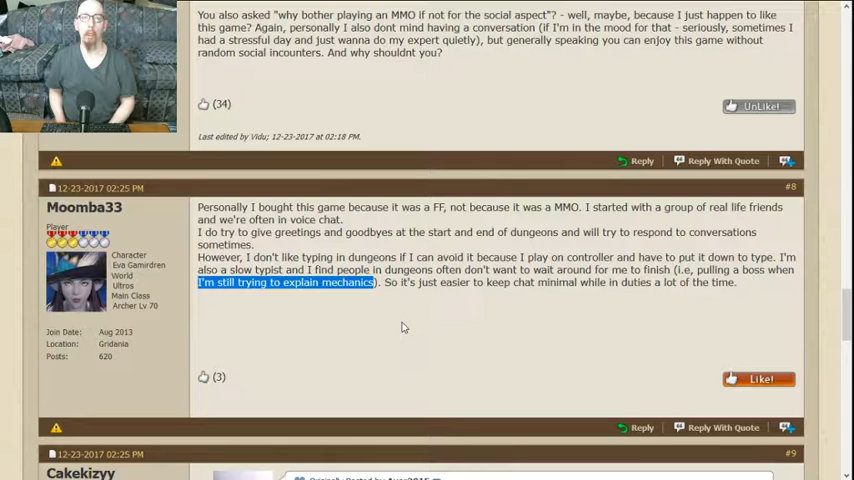 You also asked "why bother playing an MMO if not for the social aspect"? - well, maybe, because I just happen to like
this game? Again, personally I also dont mind having a conversation (if I'm in the mood for that - seriously, sometimes I
had a stressful day and just wanna do my expert quietly), but generally speaking you can enjoy this game without
random social incounters. And why shouldnt you?
(34)
UnLike!
Last edited by Vidu; 12-23-2017 at 02:18 PM.
Reply
Reply With Quote
12-23-2017 02:25 PM
#8
Moomba33
Player
Character
Eva Gamirdren
World
Ultros
Main Class
Archer Lv 70
Join Date: Aug 2013
Location: Gridania
Posts: 620
Personally I bought this game because it was a FF, not because it was a MMO. I started with a group of real life friends
and we're often in voice chat.
I do try to give greetings and goodbyes at the start and end of dungeons and will try to respond to conversations
sometimes.
However, I don't like typing in dungeons if I can avoid it because I play on controller and have to put it down to type. I'm
also a slow typist and I find people in dungeons often don't want to wait around for me to finish (i.e, pulling a boss when
I'm still trying to explain mechanics). So it's just easier to keep chat minimal while in duties a lot of the time.
(3)
Like!
Reply
Reply With Quote
12-23-2017 02:25 PM
#9
Cakekizyy
Originally Posted by